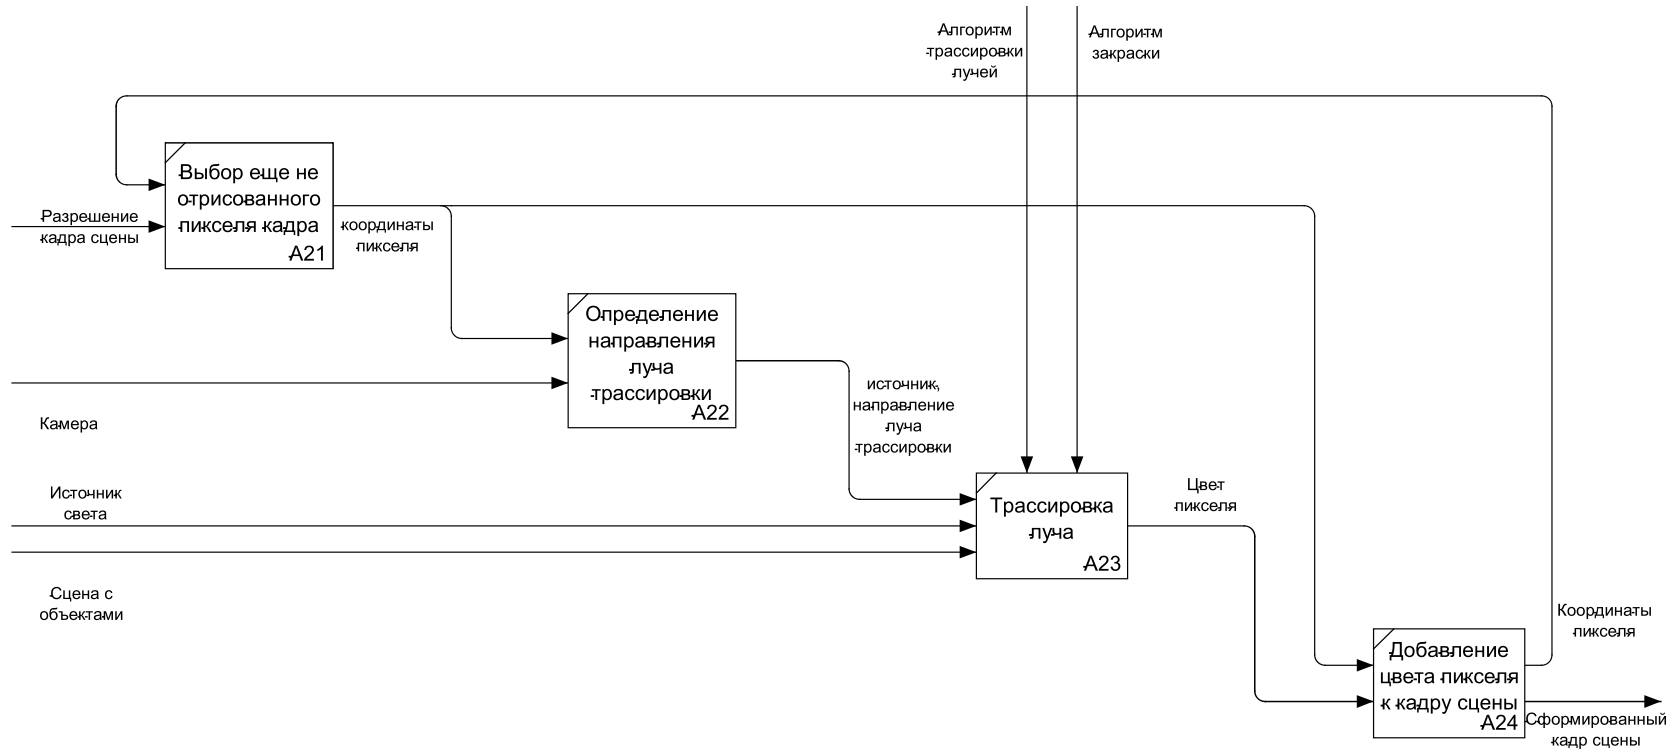 Алгоритм
трассировки
лучей
Алгоритм
закраски
Выбор еще не
отрисованного
пикселя кадра
A21
Разрешение
кадра сцены
координаты
пикселя
Определение
направления
луча
трассировки
A22
Камера
источник,
направление
луча
трассировки
Источник
света
Трассировка
луча
A23
Цвет
пикселя
Сцена с
объектами
Добавление
цвета пикселя
к кадру сцены
A24
Координаты
пикселя
Сформированный
кадр сцены